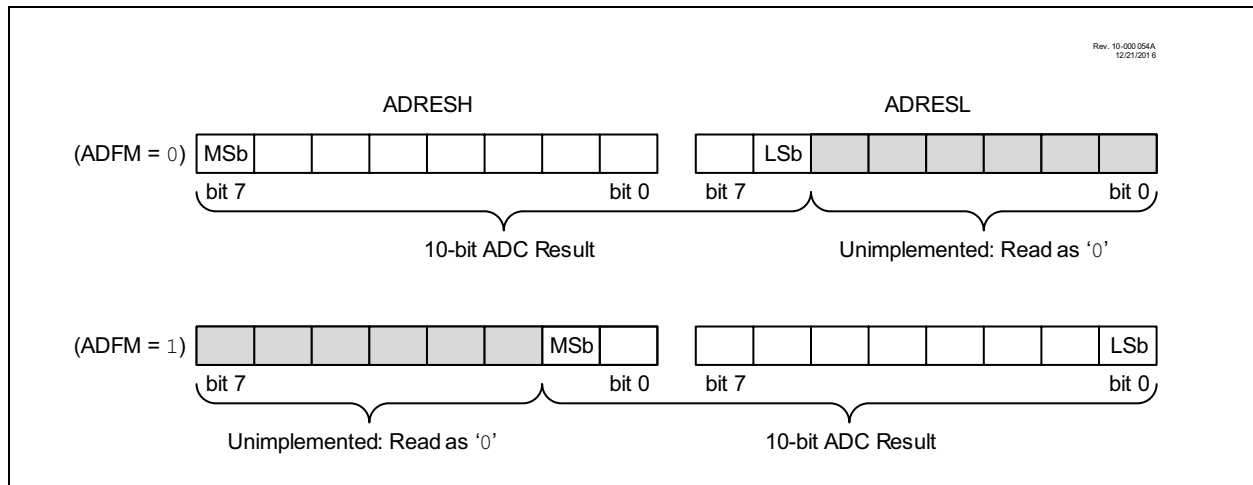 Rev. 10-000 054A
12/21/201 6
ADRESH ADRESL
(ADFM = 0) MSb LSb
bit 7 bit 0 bit 7 bit 0
10-bit ADC Result Unimplemented: Read as ‘0’
(ADFM = 1) MSb LSb
bit 7 bit 0 bit 7 bit 0
Unimplemented: Read as ‘0’ 10-bit ADC Result